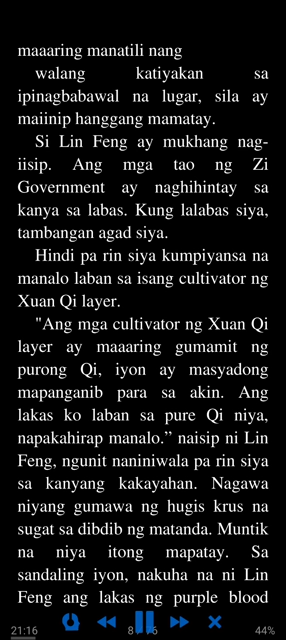 maaaring manatili nang
walang katiyakan sa
ipinagbabawal na lugar, sila ay
maiinip hanggang mamatay.
Si Lin Feng ay mukhang nag-
iisip. Ang mga tao ng Zi
Government ay naghihintay sa
kanya sa labas. Kung lalabas siya,
tambangan agad siya.
Hindi pa rin siya kumpiyansa na
manalo laban sa isang cultivator ng
Xuan Qi layer.
"Ang mga cultivator ng Xuan Qi
layer ay maaaring gumamit ng
purong Qi, iyon ay masyadong
mapanganib para sa akin. Ang
lakas ko laban sa pure Qi niya,
napakahirap manalo.” naisip ni Lin
Feng, ngunit naniniwala pa rin siya
sa kanyang kakayahan. Nagawa
niyang gumawa ng hugis krus na
sugat sa dibdib ng matanda. Muntik
na niya itong mapatay. Sa
sandaling iyon, nakuha na ni Lin
Feng ang lakas ng purple blood
21:16 44%